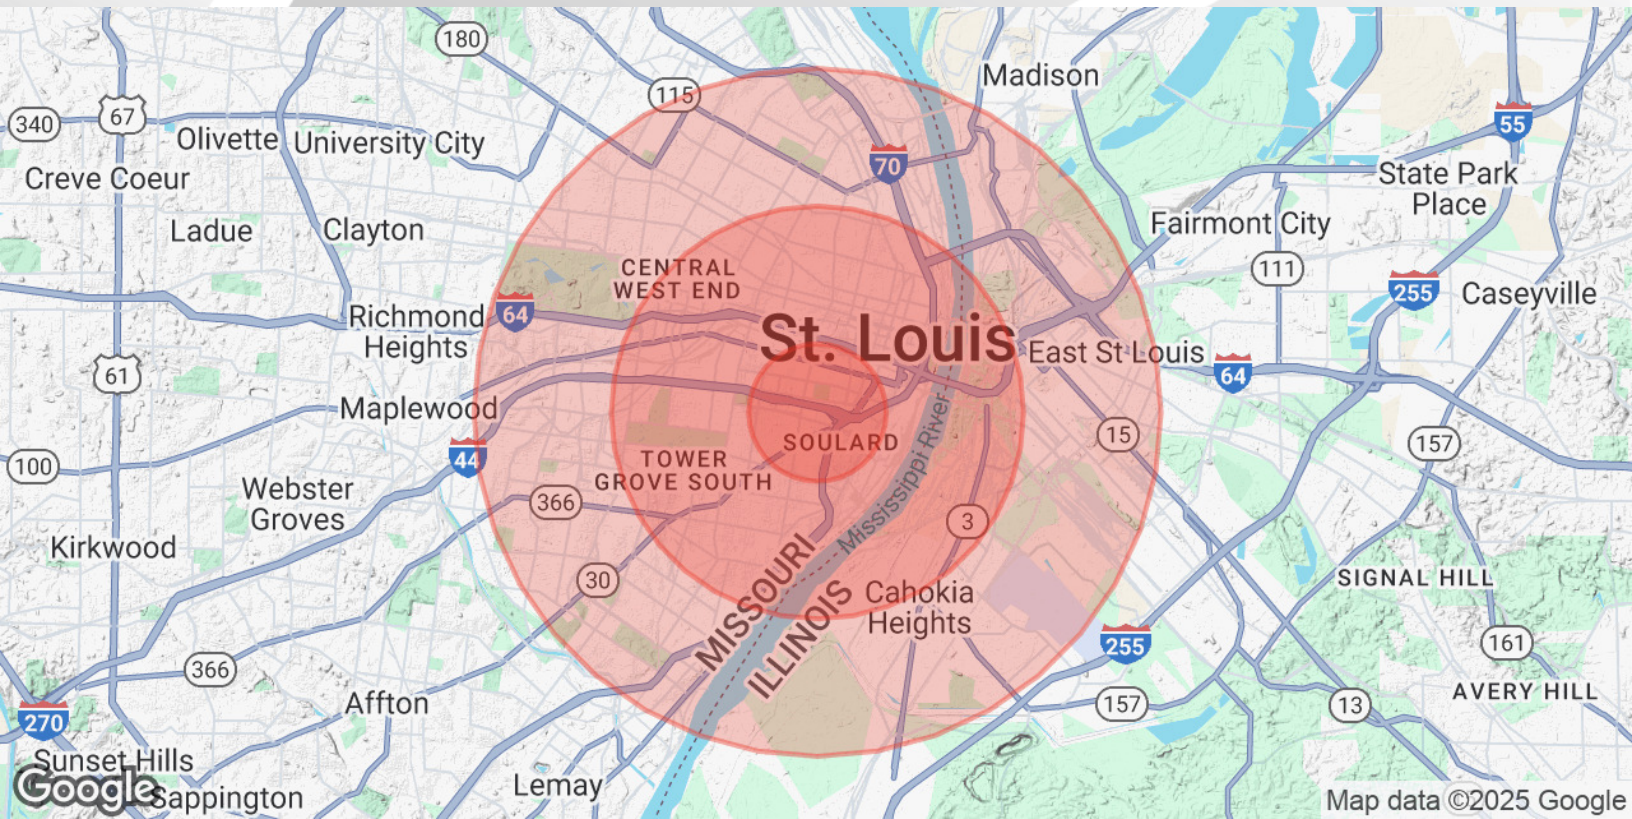 180
Madison
115
55
340
67
Olivette
University City
70
Creve Coeur
State Park
Place
Ladue
Clayton
Fairmont City
CENTRAL
WEST END
111
255
Caseyville
64
Richmond
Heights
St. Louis
East St Louis
61
64
Maplewood
15
SOULARD
157
44
100
TOWER
GROVE SOUTH
Mississippi River
Webster
Groves
366
3
Kirkwood
30
MISSOURI
ILLINOIS
Cahokia
Heights
SIGNAL HILL
255
161
366
AVERY HILL
Affton
157
13
270
Sunset Hills
Google
Sappington
Lemay
Map data ©2025 Google